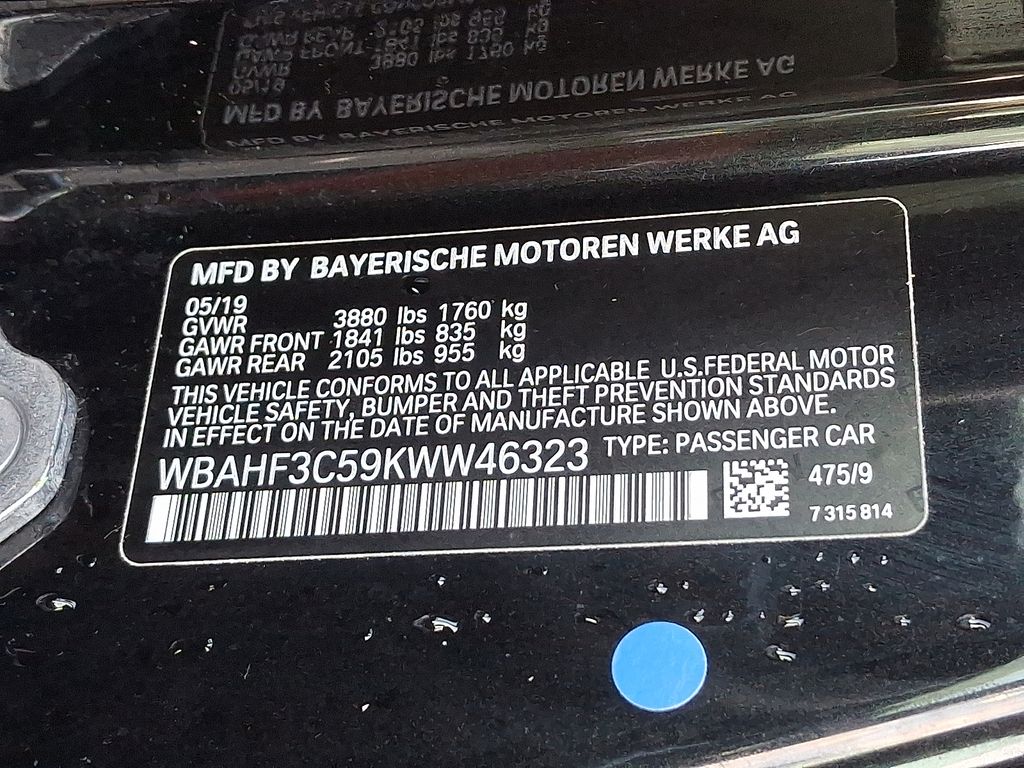 MFD BY BAYERISCHE MOTOREN WERKE AG
05/19
GVWR 3880 lbs 1760 kg
GAWR FRONT 1841 lbs 835 kg
GAWR REAR 2105 lbs 955 kg
THIS VEHICLE CONFORMS TO ALL APPLICABLE U.S.FEDERAL MOTOR
VEHICLE SAFETY, BUMPER AND THEFT PREVENTION STANDARDS
IN EFFECT ON THE DATE OF MANUFACTURE SHOWN ABOVE.
WBAHF3C59KWW46323 TYPE: PASSENGER CAR
475/9
7 315 814